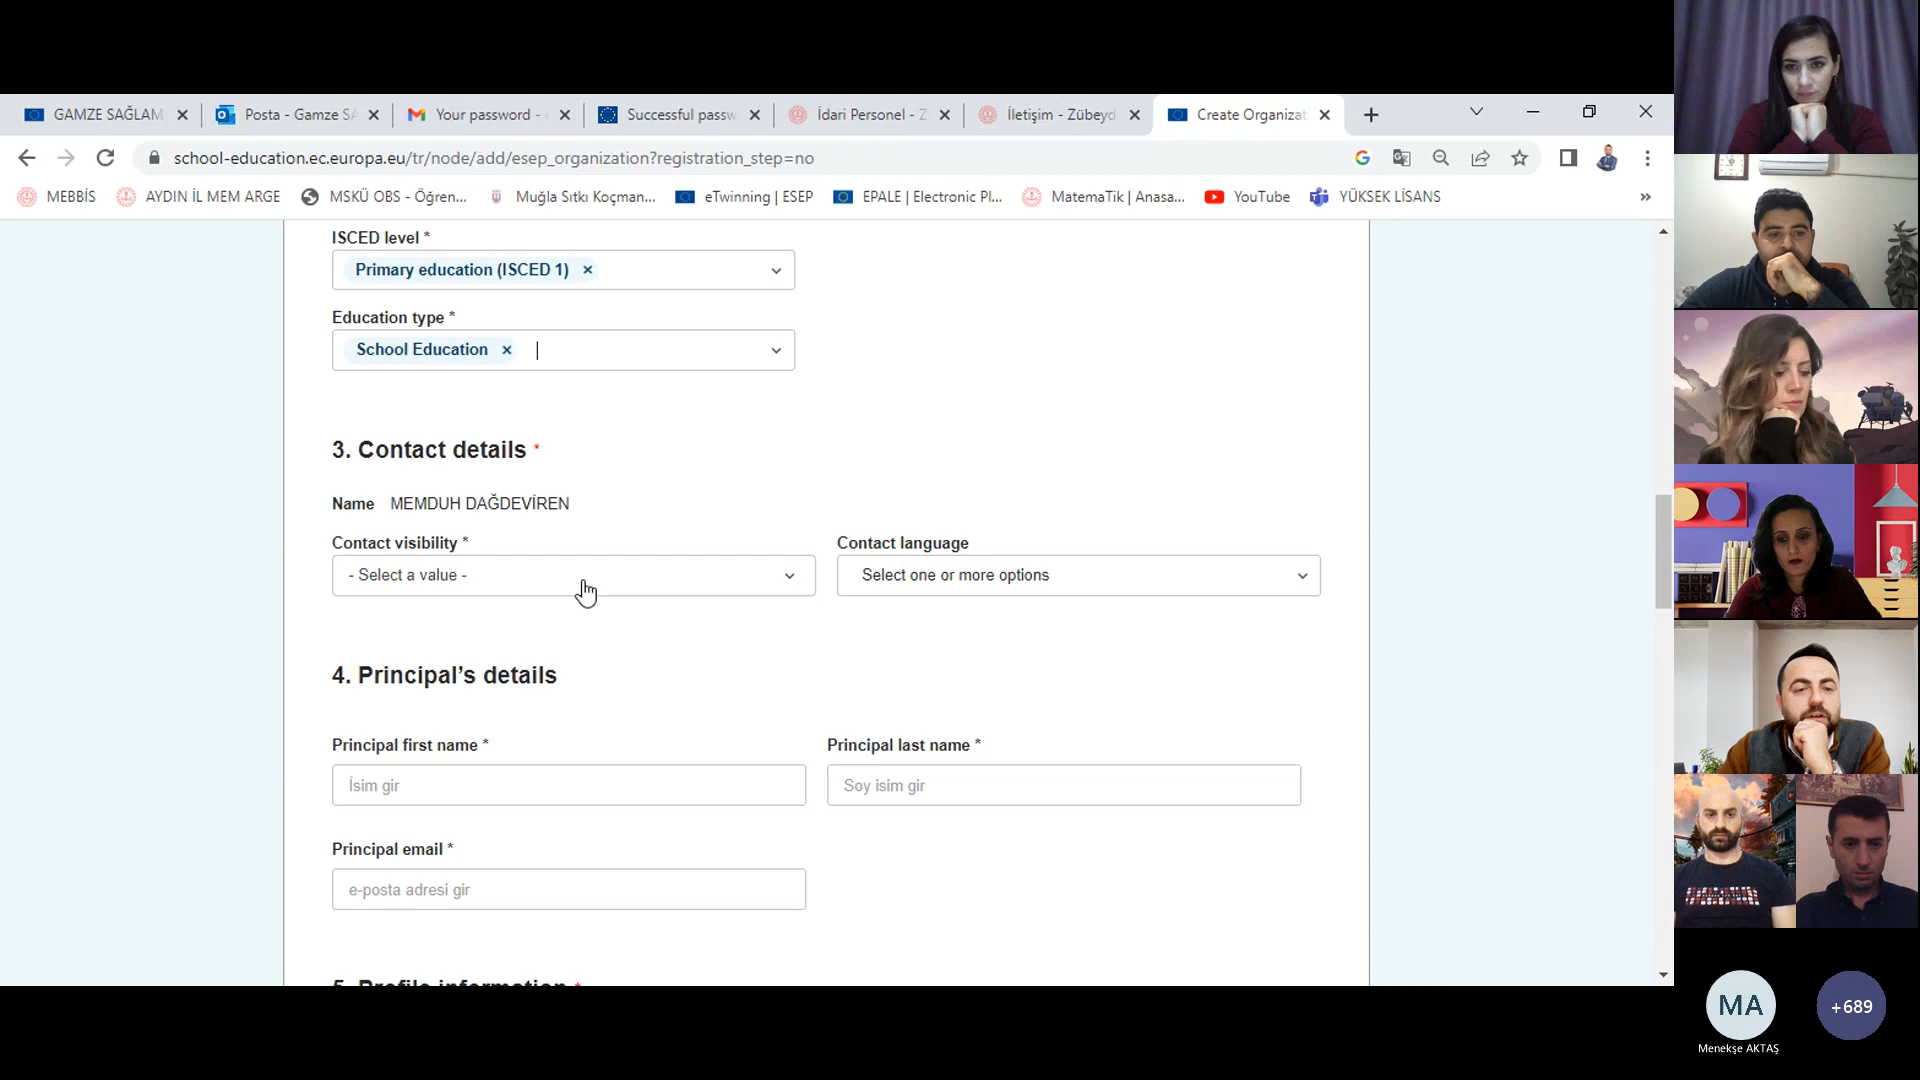 GAMZE SAĞLAM
Posta - Gamze SA
Your password -
Successful passw
İdari Personel - Z
İletişim - Zübeyd
Create Organizat
school-education.ec.europa.eu/tr/node/add/esep_organization?registration_step=no
MEBBİS
AYDIN İL MEM ARGE
MSKÜ OBS - Öğren...
Muğla Sıtkı Koçman...
eTwinning | ESEP
EPALE | Electronic Pl...
MatemaTik | Anasa...
YouTube
YÜKSEK LİSANS
»
ISCED level *
Primary education (ISCED 1) ×
Education type *
School Education ×
3. Contact details *
Name MEMDUH DAĞDEVİREN
Contact visibility *
Contact language
- Select a value -
Select one or more options
4. Principal’s details
Principal first name *
Principal last name *
İsim gir
Soy isim gir
Principal email *
e-posta adresi gir
5. Profile information *
MA
+689
Menekşe AKTAŞ